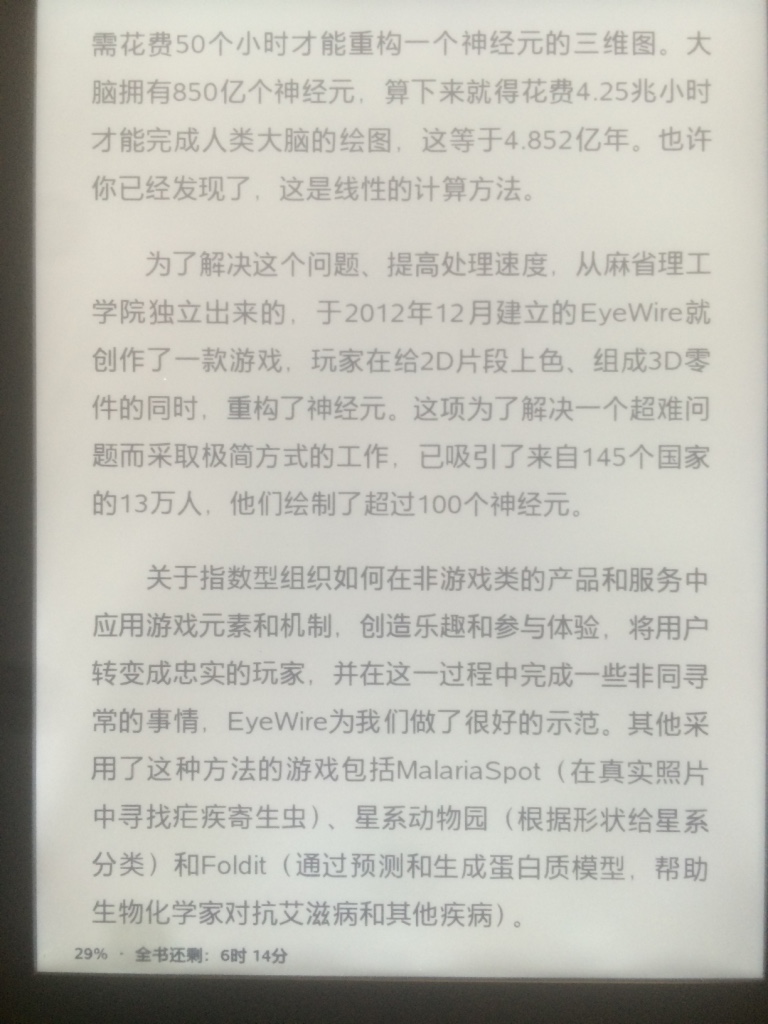 需花费50个小时才能重构一个神经元的三维图。大
脑拥有850亿个神经元，算下来就得花费4.25兆小时
才能完成人类大脑的绘图，这等于4.852亿年。也许
你已经发现了，这是线性的计算方法。
为了解决这个问题、提高处理速度，从麻省理工
学院独立出来的，于2012年12月建立的EyeWire就
创作了一款游戏，玩家在给2D片段上色、组成3D零
件的同时，重构了神经元。这项为了解决一个超难问
题而采取极简方式的工作，已吸引了来自145个国家
的13万人，他们绘制了超过100个神经元。
关于指数型组织如何在非游戏类的产品和服务中
应用游戏元素和机制，创造乐趣和参与体验，将用户
转变成忠实的玩家，并在这一过程中完成一些非同寻
常的事情，EyeWire为我们做了很好的示范。其他采
用了这种方法的游戏包括MalariaSpot（在真实照片
中寻找疟疾寄生虫）、星系动物园（根据形状给星系
分类）和Foldit（通过预测和生成蛋白质模型，帮助
生物化学家对抗艾滋病和其他疾病）。
29% · 全书还剩：6时 14分